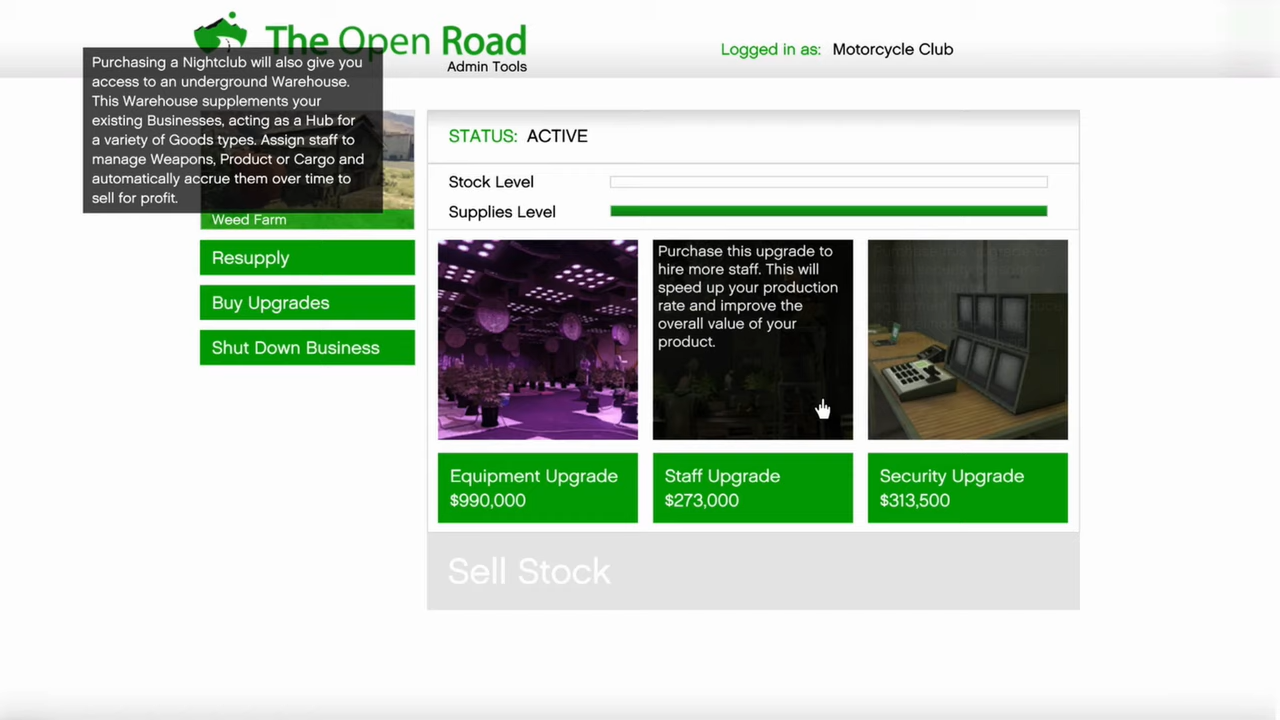 The Open Road
Admin Tools
Logged in as: Motorcycle Club
Purchasing a Nightclub will also give you
access to an underground Warehouse.
This Warehouse supplements your
existing Businesses, acting as a Hub for
a variety of Goods types. Assign staff to
manage Weapons, Product or Cargo and
automatically accrue them over time to
sell for profit.
Weed Farm
Resupply
Buy Upgrades
Shut Down Business
STATUS: ACTIVE
Stock Level
Supplies Level
Purchase this upgrade to
hire more staff. This will
speed up your production
rate and improve the
overall value of your
product.
Equipment Upgrade
$990,000
Staff Upgrade
$273,000
Security Upgrade
$313,500
Sell Stock